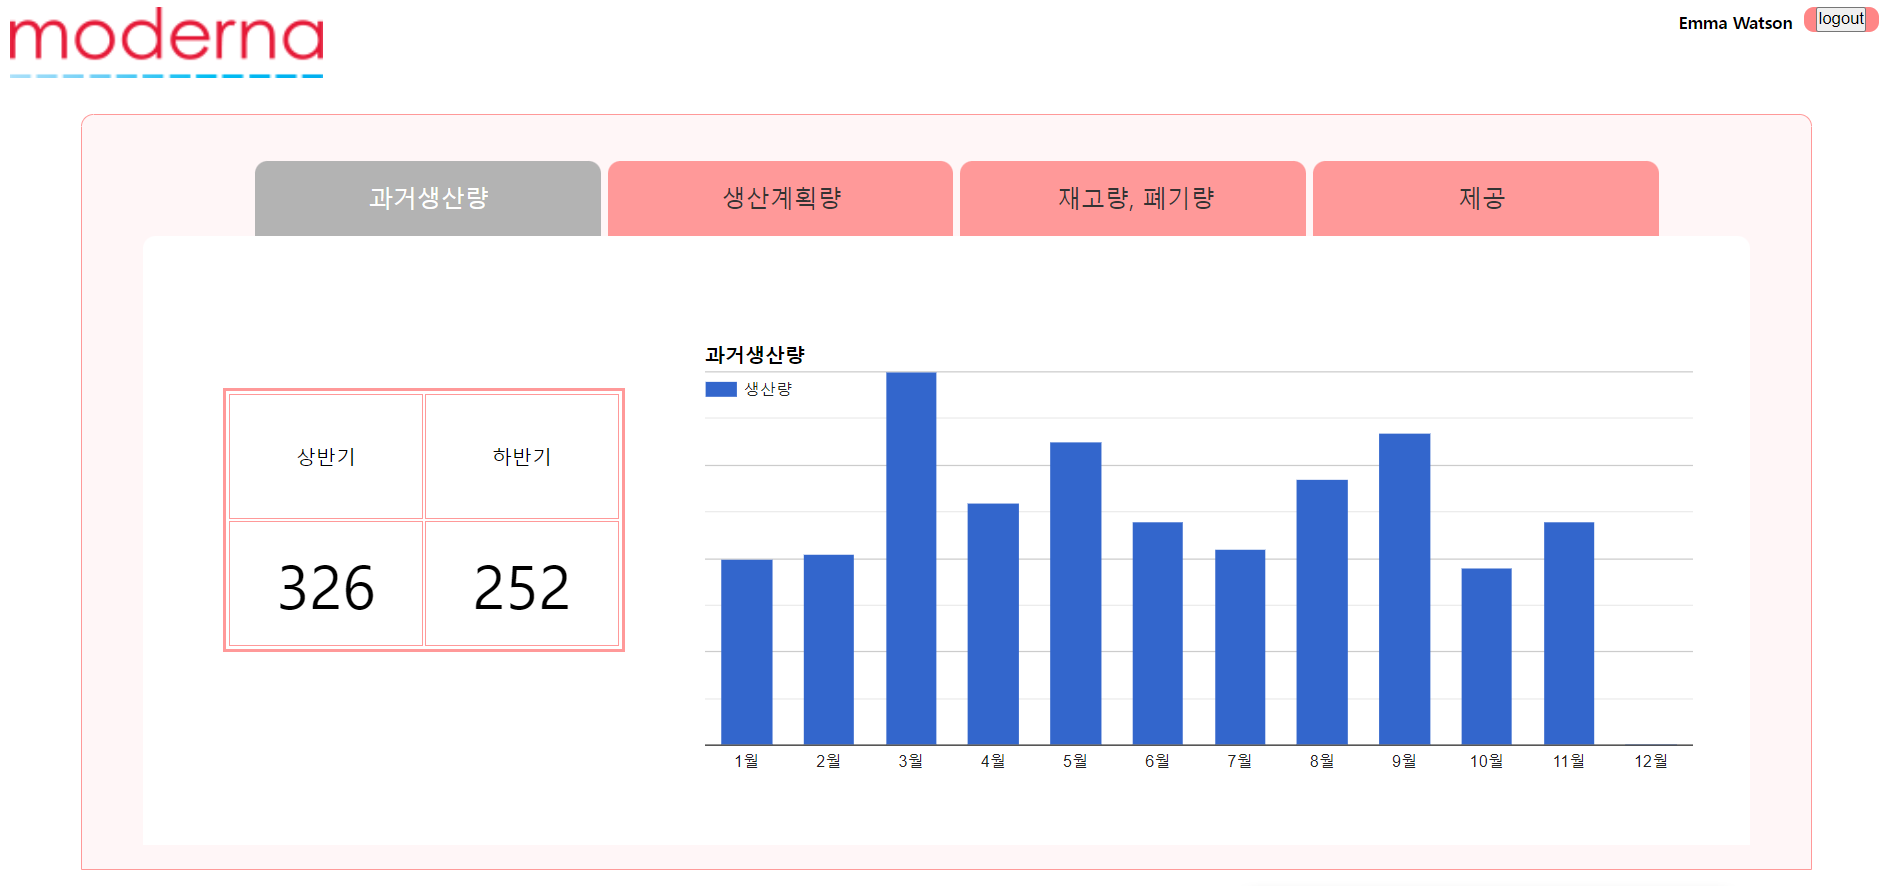 moderna
Emma Watson logout
과거생산량 생산계획량 재고량, 폐기량 제공
과거생산량
생산량
상반기 하반기
326 252
1월 2월 3월 4월 5월 6월 7월 8월 9월 10월 11월 12월